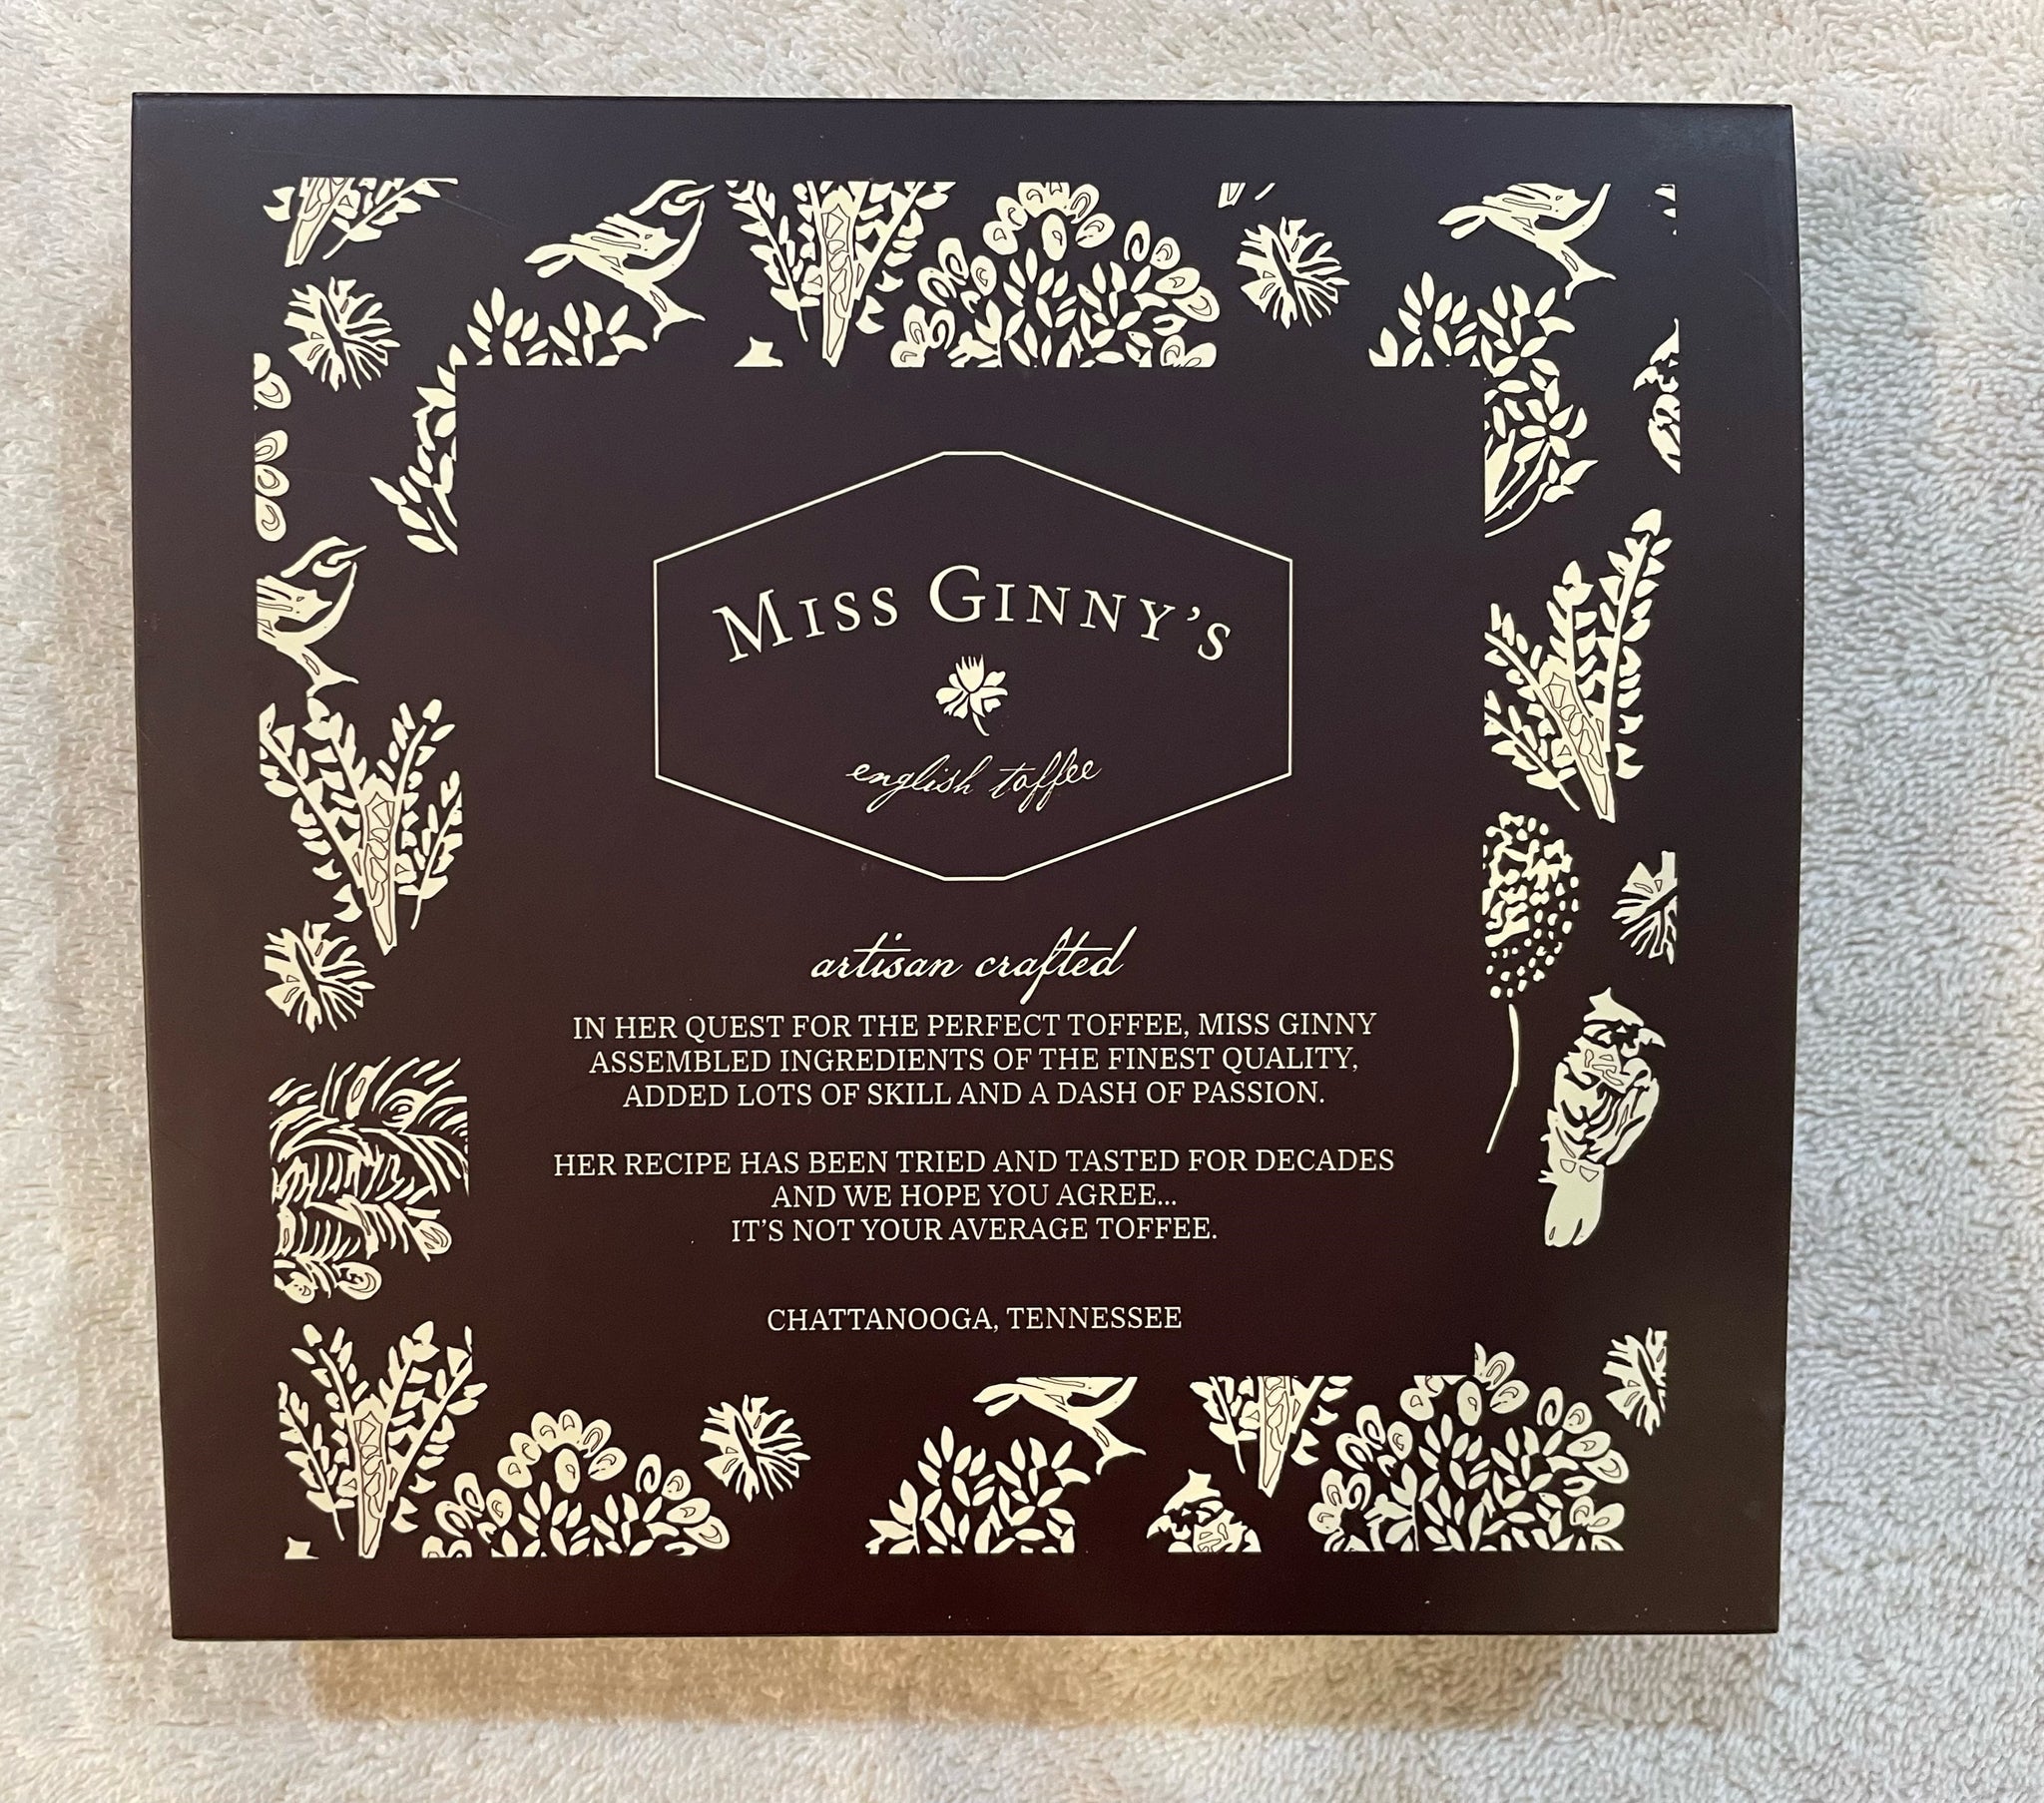 MISS GINNY'S
english toffee
artisan crafted
IN HER QUEST FOR THE PERFECT TOFFEE, MISS GINNY
ASSEMBLED INGREDIENTS OF THE FINEST QUALITY,
ADDED LOTS OF SKILL AND A DASH OF PASSION.
HER RECIPE HAS BEEN TRIED AND TASTED FOR DECADES
AND WE HOPE YOU AGREE...
IT'S NOT YOUR AVERAGE TOFFEE.
CHATTANOOGA, TENNESSEE